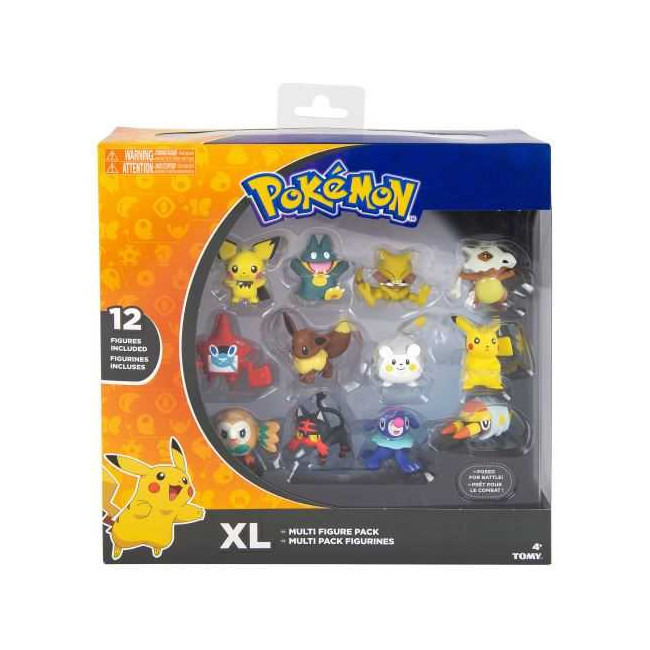 WARNING
ATTENTION
POKÉMON
12
FIGURES
INCLUDED
FIGURINES
INCLUSES
POSES
FOR BATTLE!
PRÊT POUR
LE COMBAT!
XL
MULTI FIGURE PACK
MULTI PACK FIGURINES
4+
TOMY